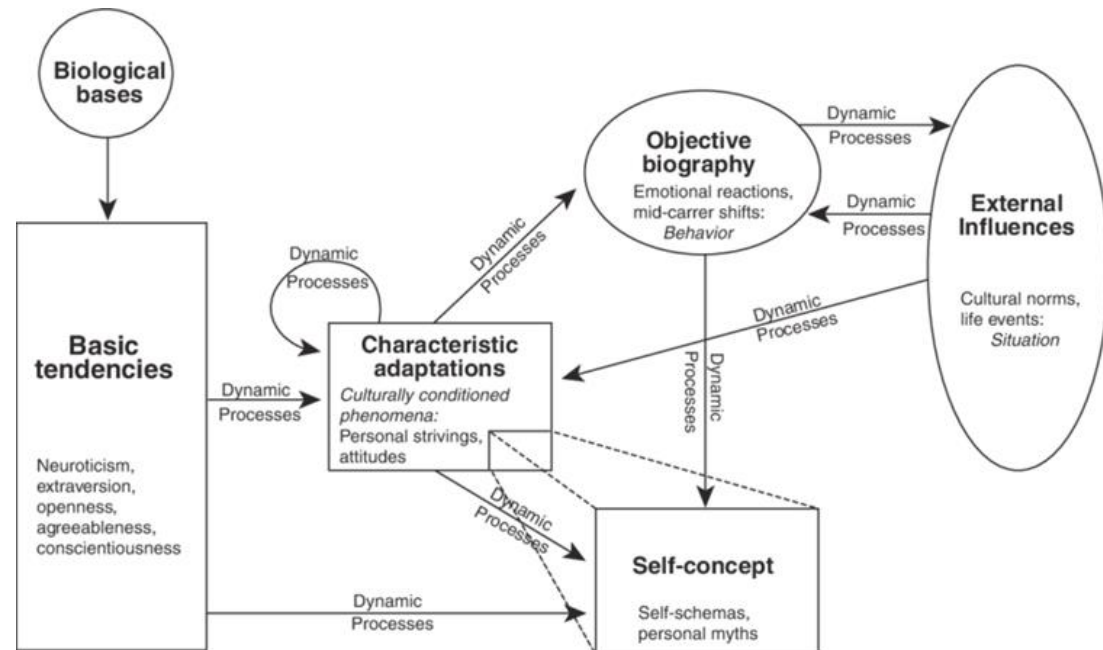 Biological
bases
Basic
tendencies
Neuroticism,
extraversion,
openness,
agreeableness,
conscientiousness
Dynamic
Processes
Dynamic
Processes
Characteristic
adaptations
Culturally conditioned
phenomena:
Personal strivings,
attitudes
Dynamic
Processes
Objective
biography
Emotional reactions,
mid-carrer shifts:
Behavior
Dynamic
Processes
Dynamic
Processes
External
Influences
Cultural norms,
life events:
Situation
Dynamic
Processes
Dynamic
Processes
Dynamic
Processes
Dynamic
Processes
Self-concept
Self-schemas,
personal myths